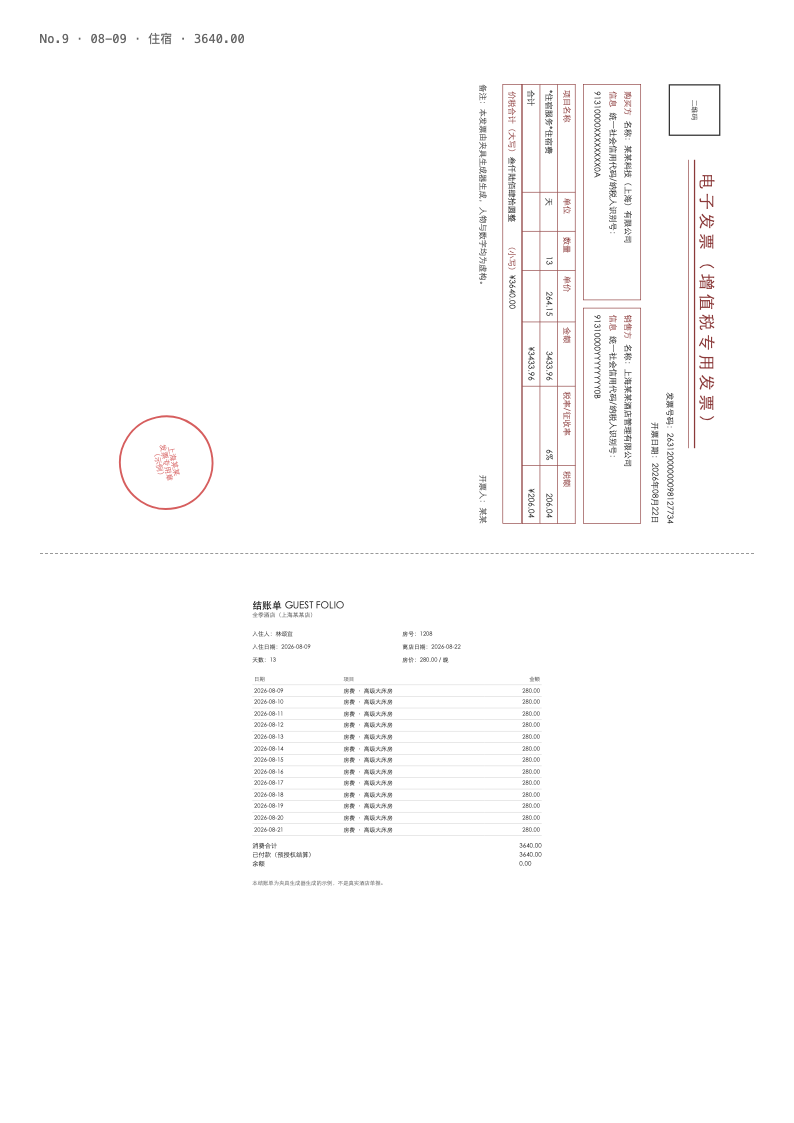 No.9 · 08-09 · 住宿 · 3640.00
二维码
电子发票（增值税专用发票）
发票号码：26312000000098127734
开票日期：2026年08月22日
购买方信息
名称：某某科技（上海）有限公司
统一社会信用代码/纳税人识别号：
91310000XXXXXXXX0A
销售方信息
名称：上海某某酒店管理有限公司
统一社会信用代码/纳税人识别号：
91310000YYYYYYYY0B
项目名称 单位 数量 单价 金额 税率/征收率 税额
*住宿服务*住宿费 天 13 264.15 3433.96 6% 206.04
合计 ¥3433.96 ¥206.04
价税合计（大写）叁仟陆佰肆拾圆整 （小写）¥3640.00
备注：本发票由夹具生成器生成，人物与数字均为虚构。
开票人：某某
上海某某
发票专用章
（示例）
结账单 GUEST FOLIO
全季酒店（上海某某店）
入住人：林颂宜 房号：1208
入住日期：2026-08-09 离店日期：2026-08-22
天数：13 房价：280.00 / 晚
日期 项目 金额
2026-08-09 房费 · 高级大床房 280.00
2026-08-10 房费 · 高级大床房 280.00
2026-08-11 房费 · 高级大床房 280.00
2026-08-12 房费 · 高级大床房 280.00
2026-08-13 房费 · 高级大床房 280.00
2026-08-14 房费 · 高级大床房 280.00
2026-08-15 房费 · 高级大床房 280.00
2026-08-16 房费 · 高级大床房 280.00
2026-08-17 房费 · 高级大床房 280.00
2026-08-18 房费 · 高级大床房 280.00
2026-08-19 房费 · 高级大床房 280.00
2026-08-20 房费 · 高级大床房 280.00
2026-08-21 房费 · 高级大床房 280.00
消费合计 3640.00
已付款（预授权结算） 3640.00
余额 0.00
本结账单为夹具生成器生成的示例，不是真实酒店单据。